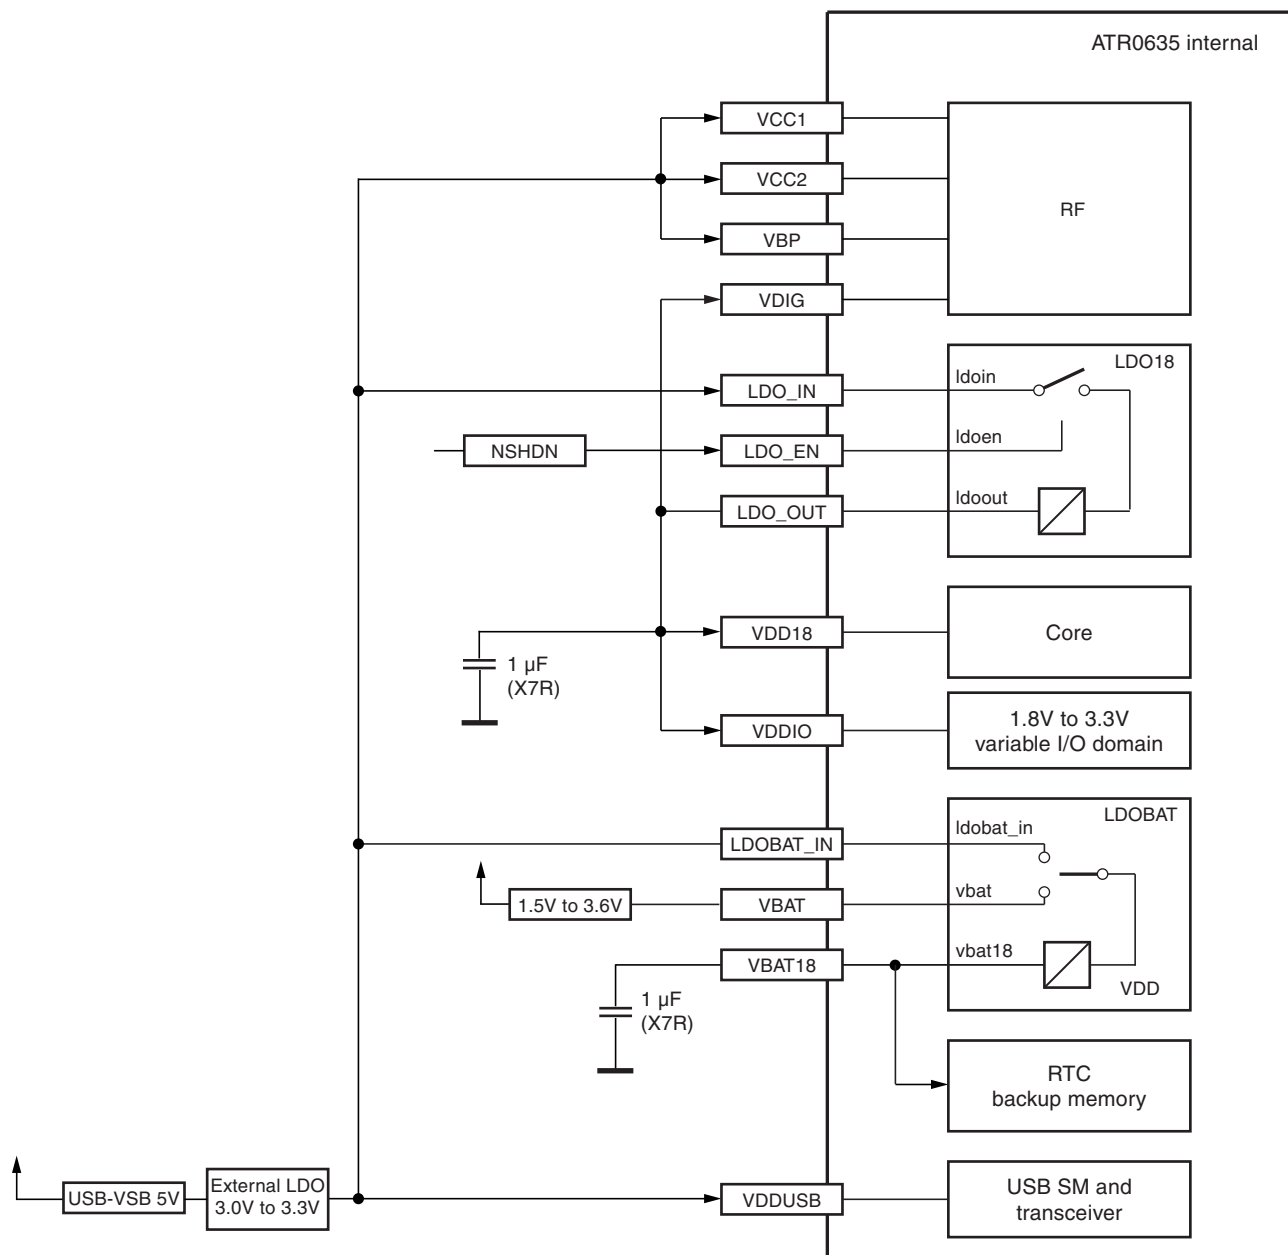 ATR0635 internal
VCC1
VCC2
RF
VBP
VDIG
LDO18
ldoin
LDO_IN
ldoen
NSHDN
LDO_EN
ldoout
LDO_OUT
VDD18
Core
1 µF
(X7R)
1.8V to 3.3V
variable I/O domain
VDDIO
LDOBAT
ldobat_in
LDOBAT_IN
vbat
1.5V to 3.6V
VBAT
vbat18
VBAT18
VDD
1 µF
(X7R)
RTC
backup memory
USB-VSB 5V
External LDO
3.0V to 3.3V
VDDUSB
USB SM and
transceiver